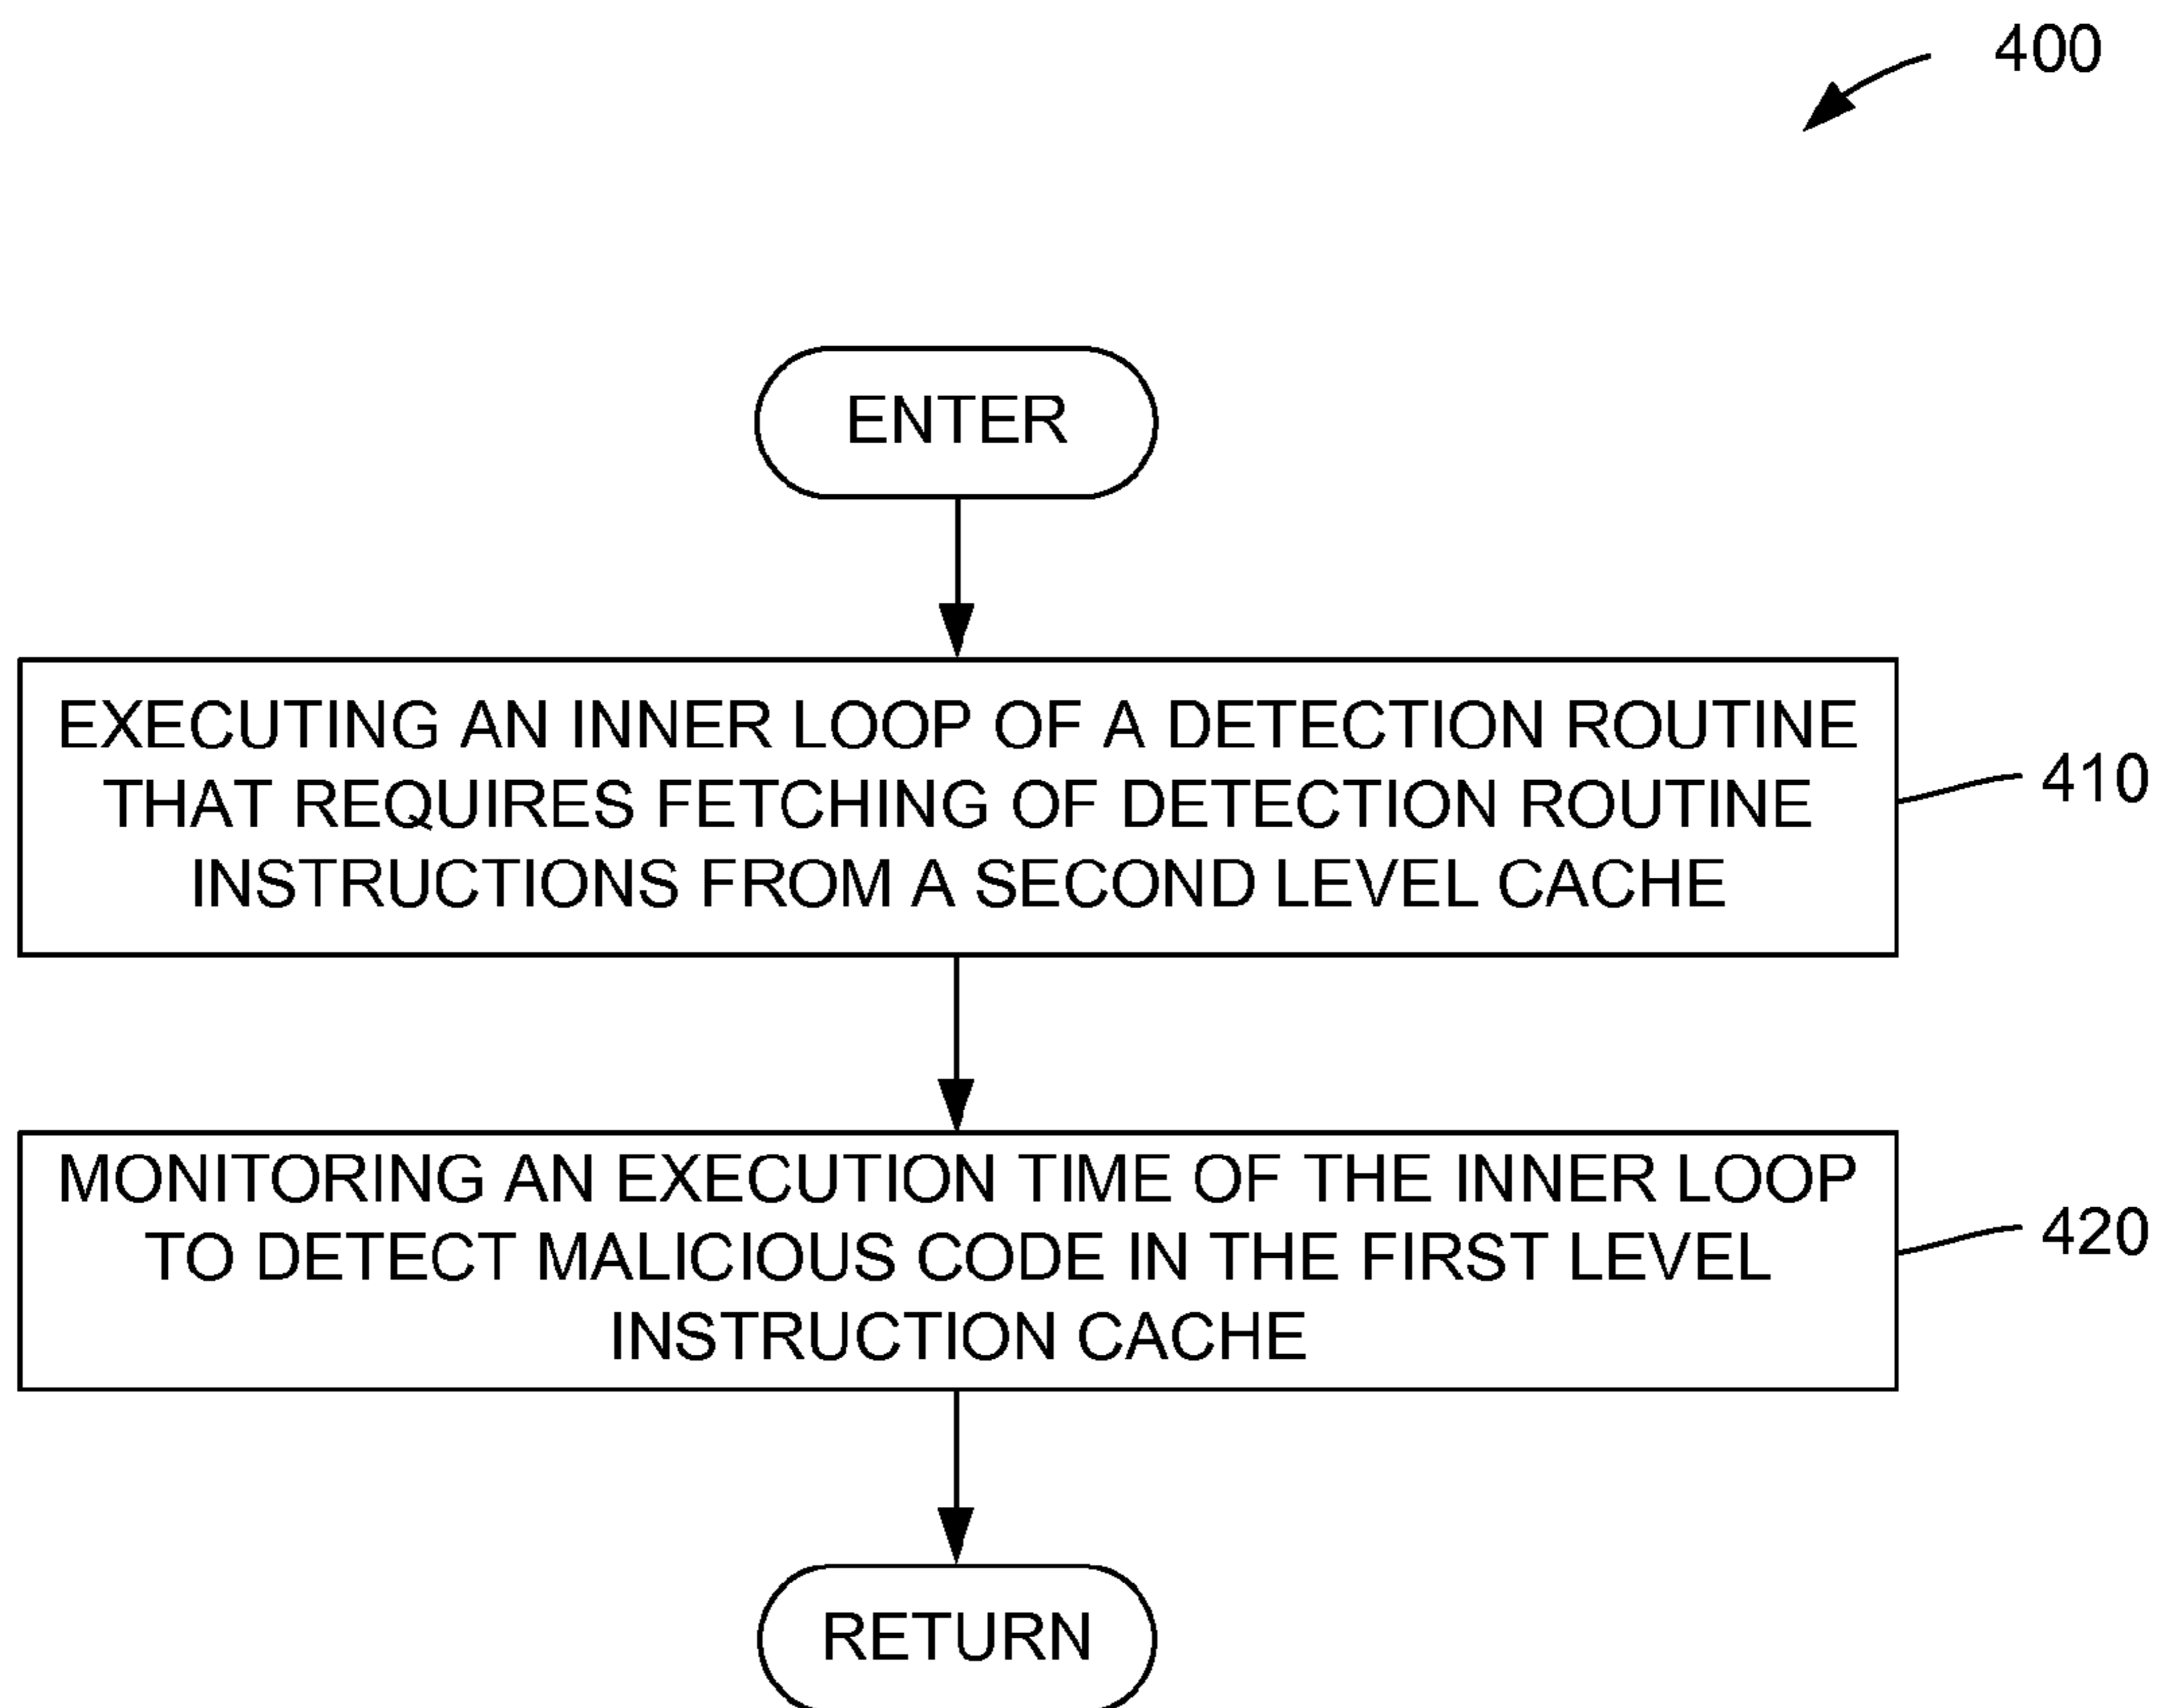 400
ENTER
EXECUTING AN INNER LOOP OF A DETECTION ROUTINE
THAT REQUIRES FETCHING OF DETECTION ROUTINE
INSTRUCTIONS FROM A SECOND LEVEL CACHE
410
MONITORING AN EXECUTION TIME OF THE INNER LOOP
TO DETECT MALICIOUS CODE IN THE FIRST LEVEL
INSTRUCTION CACHE
420
RETURN